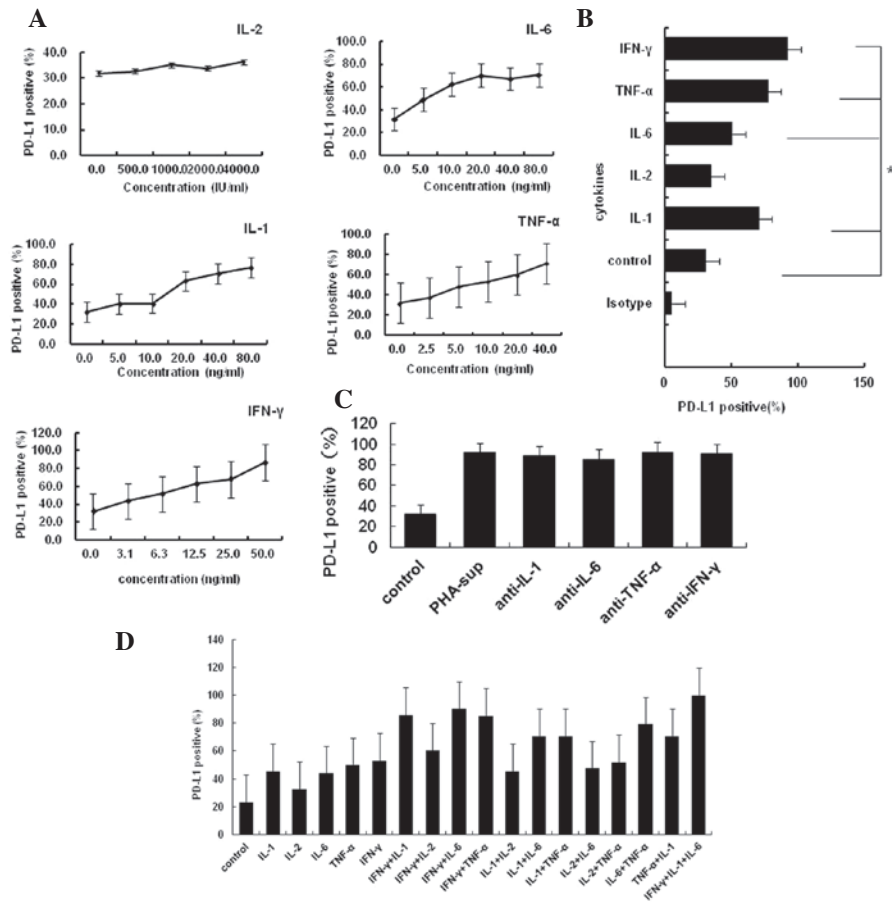 A
IL-2
PD-L1 positive (%)
40.0
30.0
20.0
10.0
0.0
0.0 500.0 1000.02000.04000.0
Concentration (IU/ml)
IL-6
PD-L1 positive (%)
100.0
80.0
60.0
40.0
20.0
0.0
0.0 5.0 10.0 20.0 40.0 80.0
Concentration (ng/ml)
IL-1
PD-L1 positive (%)
100.0
80.0
60.0
40.0
20.0
0.0
0.0 5.0 10.0 20.0 40.0 80.0
Concentration (ng/ml)
TNF-α
PD-L1 positive (%)
100.0
80.0
60.0
40.0
20.0
0.0
0.0 2.5 5.0 10.0 20.0 40.0
Concentration (ng/ml)
IFN-γ
PD-L1 positive (%)
120.0
100.0
80.0
60.0
40.0
20.0
0.0
0.0 3.1 6.3 12.5 25.0 50.0
concentration (ng/ml)
B
cytokines
IFN-γ
TNF-α
IL-6
IL-2
IL-1
control
Isotype
*
0 50 100 150
PD-L1 positive(%)
C
PD-L1 positive (%)
120
100
80
60
40
20
0
control PHA-sup anti-IL-1 anti-IL-6 anti-TNF-α anti-IFN-γ
D
PD-L1 positive (%)
140
120
100
80
60
40
20
0
control IL-1 IL-2 IL-6 TNF-α IFN-γ IFN-γ+IL-1 IFN-γ+IL-2 IFN-γ+IL-6 IFN-γ+TNF-α IL-1+IL-2 IL-1+IL-6 IL-1+TNF-α IL-2+IL-6 IL-2+TNF-α IL-6+TNF-α TNF-α+IL-1 IFN-γ+IL-1+IL-6